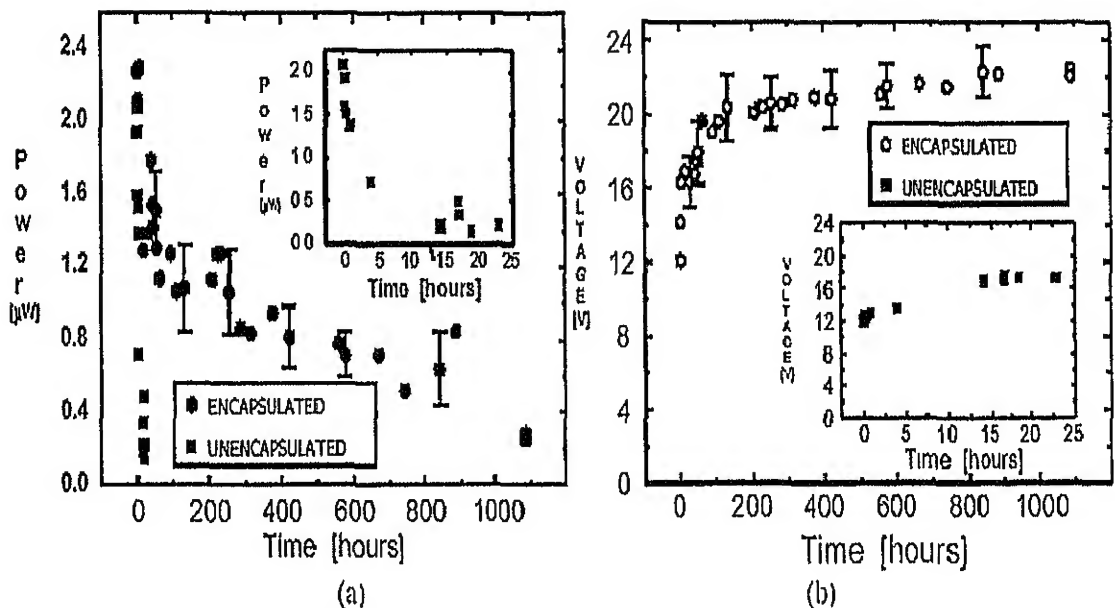 2.4
2.0
1.6
1.2
0.8
0.4
0.0
Power
[μW]
0 200 400 600 800 1000
Time [hours]
(a)
ENCAPSULATED
UNENCAPSULATED
2.0
1.5
1.0
0.5
0.0
Power
[μW]
0 5 10 15 20 25
Time [hours]
24
20
16
12
8
4
0
VOLTAGE
[V]
0 200 400 600 800 1000
Time [hours]
(b)
ENCAPSULATED
UNENCAPSULATED
24
20
16
12
8
4
0
VOLTAGE
[V]
0 5 10 15 20 25
Time [hours]